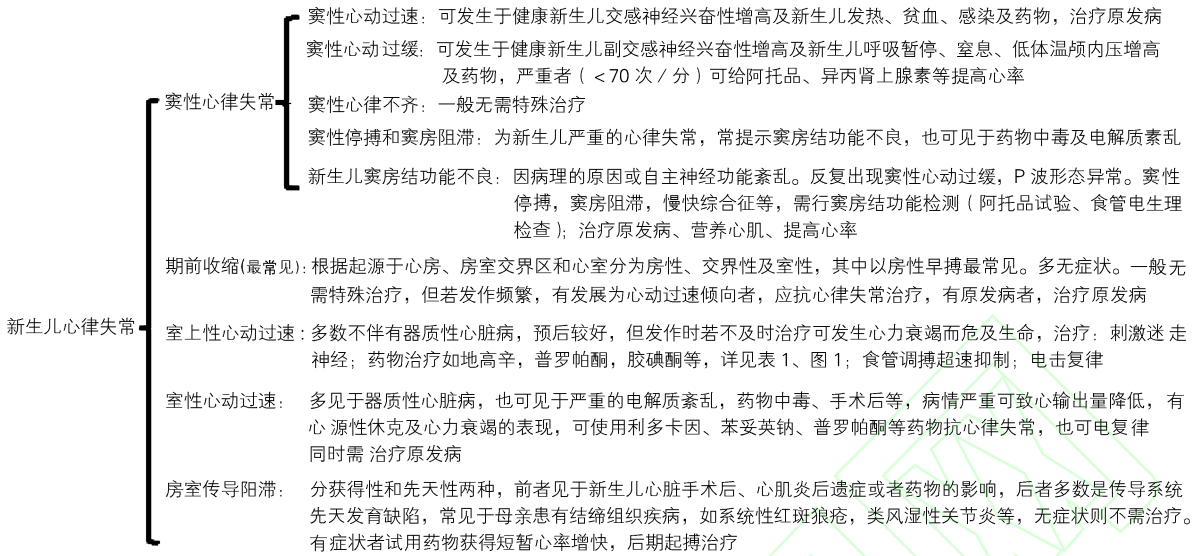 窦性心动过速：可发生于健康新生儿交感神经兴奋性增高及新生儿发热、贫血、感染及药物，治疗原发病
窦性心动过缓：可发生于健康新生儿副交感神经兴奋性增高及新生儿呼吸暂停、窒息、低体温颅内压增高
及药物，严重者（<70 次／分）可给阿托品、异丙肾上腺素等提高心率
窦性心律失常
窦性心律不齐：一般无需特殊治疗
窦性停搏和窦房阻滞：为新生儿严重的心律失常，常提示窦房结功能不良，也可见于药物中毒及电解质紊乱
新生儿窦房结功能不良：因病理的原因或自主神经功能紊乱。反复出现窦性心动过缓，P 波形态异常。窦性
停搏，窦房阻滞，慢快综合征等，需行窦房结功能检测（阿托品试验、食管电生理
检查）；治疗原发病、营养心肌、提高心率
期前收缩(最常见)：根据起源于心房、房室交界区和心室分为房性、交界性及室性，其中以房性早搏最常见。多无症状。一般无
需特殊治疗，但若发作频繁，有发展为心动过速倾向者，应抗心律失常治疗，有原发病者，治疗原发病
新生儿心律失常
室上性心动过速：多数不伴有器质性心脏病，预后较好，但发作时若不及时治疗可发生心力衰竭而危及生命，治疗：刺激迷走
神经；药物治疗如地高辛，普罗帕酮，胶碘酮等，详见表 1、图 1；食管调搏超速抑制；电击复律
室性心动过速：多见于器质性心脏病，也可见于严重的电解质紊乱，药物中毒、手术后等，病情严重可致心输出量降低，有
心源性休克及心力衰竭的表现，可使用利多卡因、苯妥英钠、普罗帕酮等药物抗心律失常，也可电复律
同时需 治疗原发病
房室传导阳滞：分获得性和先天性两种，前者见于新生儿心脏手术后、心肌炎后遗症或者药物的影响，后者多数是传导系统
先天发育缺陷，常见于母亲患有结缔组织疾病，如系统性红斑狼疮，类风湿性关节炎等，无症状则不需治疗。
有症状者试用药物获得短暂心率增快，后期起搏治疗